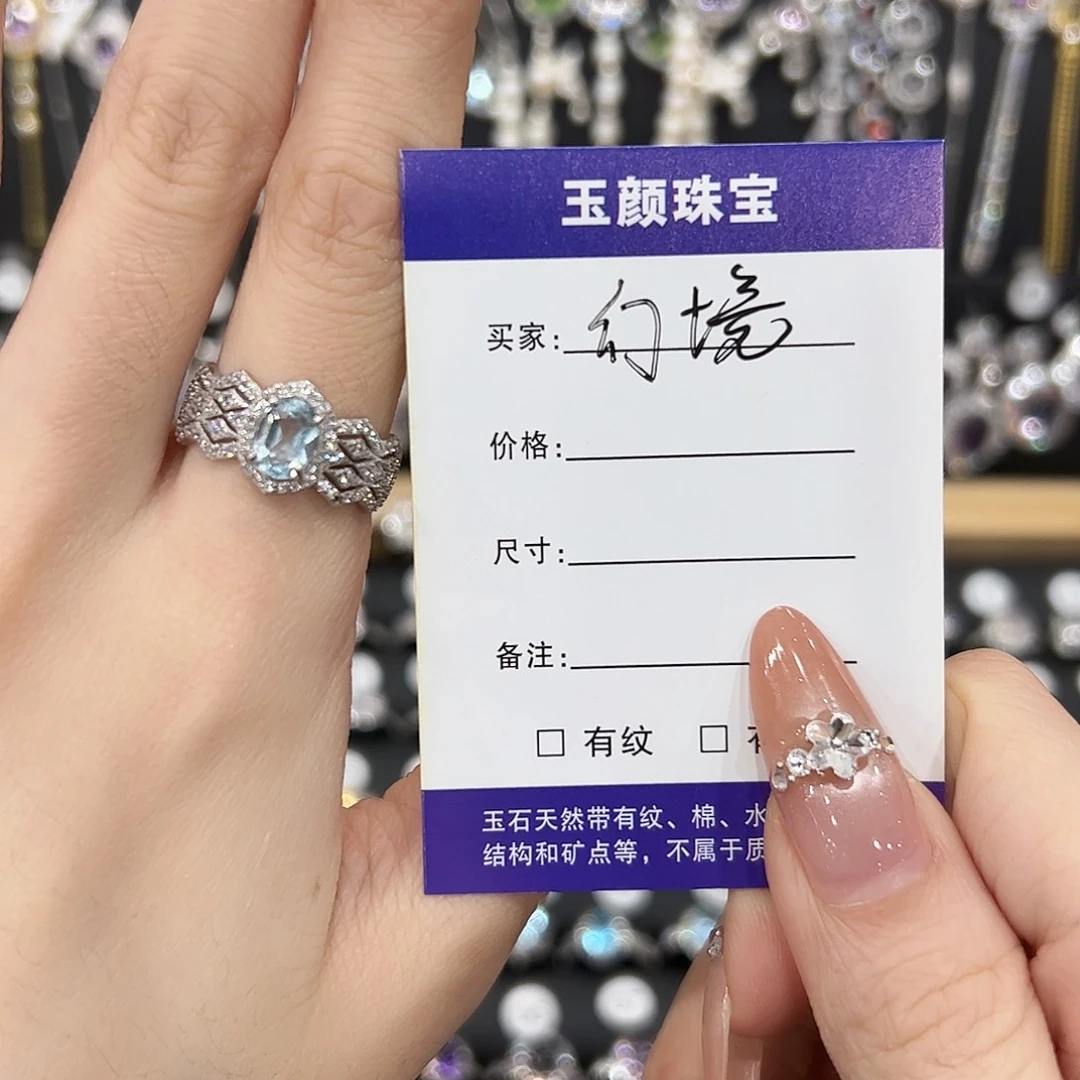 玉颜珠宝
买家: 幻境
价格:
尺寸:
备注:
□ 有纹 □
玉石天然带有纹、棉、水
结构和矿点等，不属于质